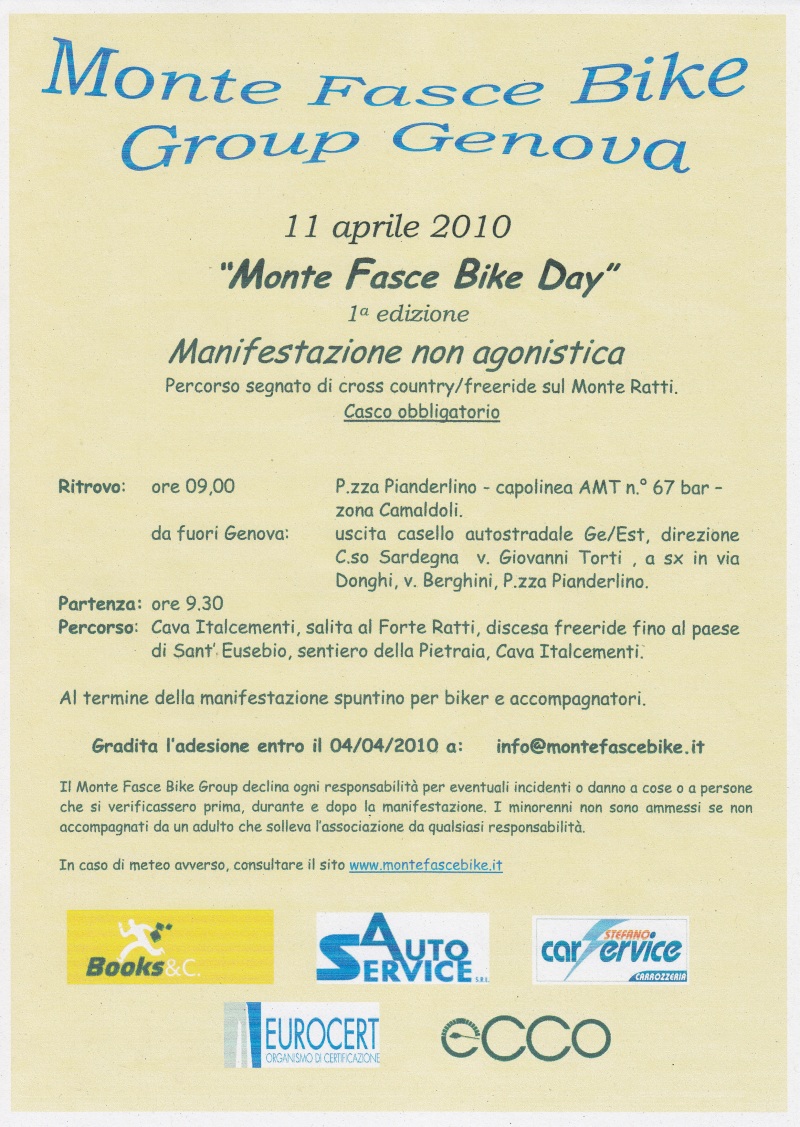 Monte Fasce Bike
Group Genova
11 aprile 2010
"Monte Fasce Bike Day"
1ª edizione
Manifestazione non agonistica
Percorso segnato di cross country/freeride sul Monte Ratti.
Casco obbligatorio
Ritrovo: ore 09,00 P.zza Pianderlino - capolinea AMT n.° 67 bar –
zona Camaldoli.
da fuori Genova: uscita casello autostradale Ge/Est, direzione
C.so Sardegna v. Giovanni Torti , a sx in via
Donghi, v. Berghini, P.zza Pianderlino.
Partenza: ore 9.30
Percorso: Cava Italcementi, salita al Forte Ratti, discesa freeride fino al paese
di Sant' Eusebio, sentiero della Pietraia, Cava Italcementi.
Al termine della manifestazione spuntino per biker e accompagnatori.
Gradita l'adesione entro il 04/04/2010 a: info@montefascebike.it
Il Monte Fasce Bike Group declina ogni responsabilità per eventuali incidenti o danno a cose o a persone
che si verificassero prima, durante e dopo la manifestazione. I minorenni non sono ammessi se non
accompagnati da un adulto che solleva l'associazione da qualsiasi responsabilità.
In caso di meteo avverso, consultare il sito www.montefascebike.it
Books&C.
AUTO
SERVICE S.R.L.
STEFANO
car service
CARROZZERIA
EUROCERT
ORGANISMO DI CERTIFICAZIONE
ecco